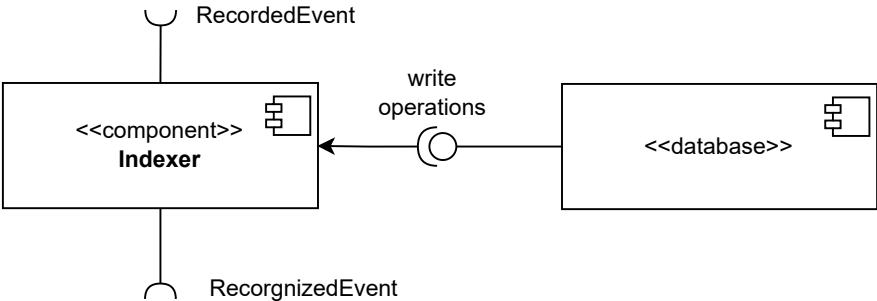 RecordedEvent
write
operations
<<component>>
Indexer
<<database>>
RecorgnizedEvent